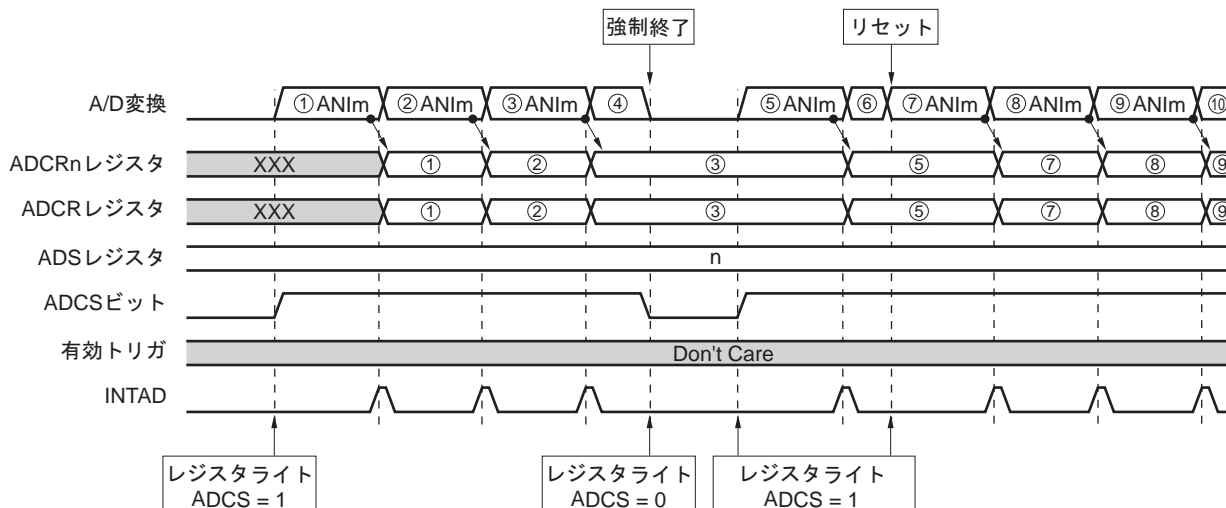 強制終了
リセット
A/D変換
①ANIm ②ANIm ③ANIm ④ ⑤ANIm ⑥ ⑦ANIm ⑧ANIm ⑨ANIm ⑩
ADCRnレジスタ
XXX ① ② ③ ⑤ ⑦ ⑧ ⑨
ADCRレジスタ
XXX ① ② ③ ⑤ ⑦ ⑧ ⑨
ADSレジスタ
n
ADCSビット
有効トリガ
Don't Care
INTAD
レジスタライト
ADCS = 1
レジスタライト
ADCS = 0
レジスタライト
ADCS = 1